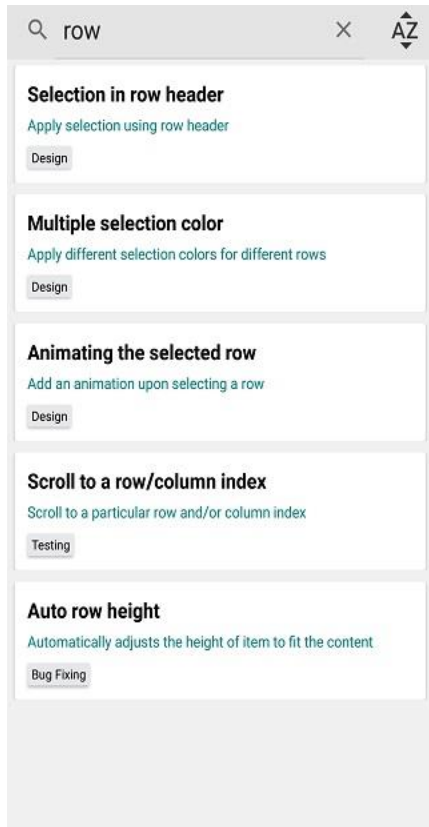 row
AZ
Selection in row header
Apply selection using row header
Design
Multiple selection color
Apply different selection colors for different rows
Design
Animating the selected row
Add an animation upon selecting a row
Design
Scroll to a row/column index
Scroll to a particular row and/or column index
Testing
Auto row height
Automatically adjusts the height of item to fit the content
Bug Fixing